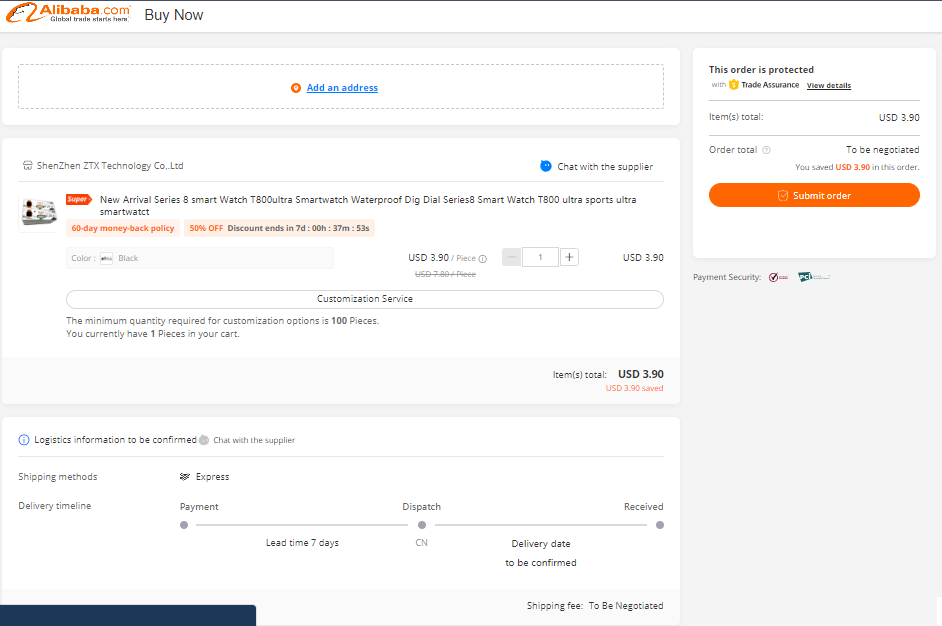 Alibaba.com
Global trade starts here.
Buy Now
Add an address
This order is protected
with Trade Assurance View details
Item(s) total: USD 3.90
Order total To be negotiated
You saved USD 3.90 in this order.
Submit order
Payment Security:
ShenZhen ZTX Technology Co,.Ltd
Chat with the supplier
Super
New Arrival Series 8 smart Watch T800ultra Smartwatch Waterproof Dig Dial Series8 Smart Watch T800 ultra sports ultra
smartwatct
60-day money-back policy
50% OFF Discount ends in 7d : 00h : 37m : 53s
Color : Black
USD 3.90 / Piece
USD 7.80 / Piece
1
USD 3.90
Customization Service
The minimum quantity required for customization options is 100 Pieces.
You currently have 1 Pieces in your cart.
Item(s) total: USD 3.90
USD 3.90 saved
Logistics information to be confirmed Chat with the supplier
Shipping methods Express
Delivery timeline Payment Dispatch Received
Lead time 7 days CN Delivery date
to be confirmed
Shipping fee: To Be Negotiated